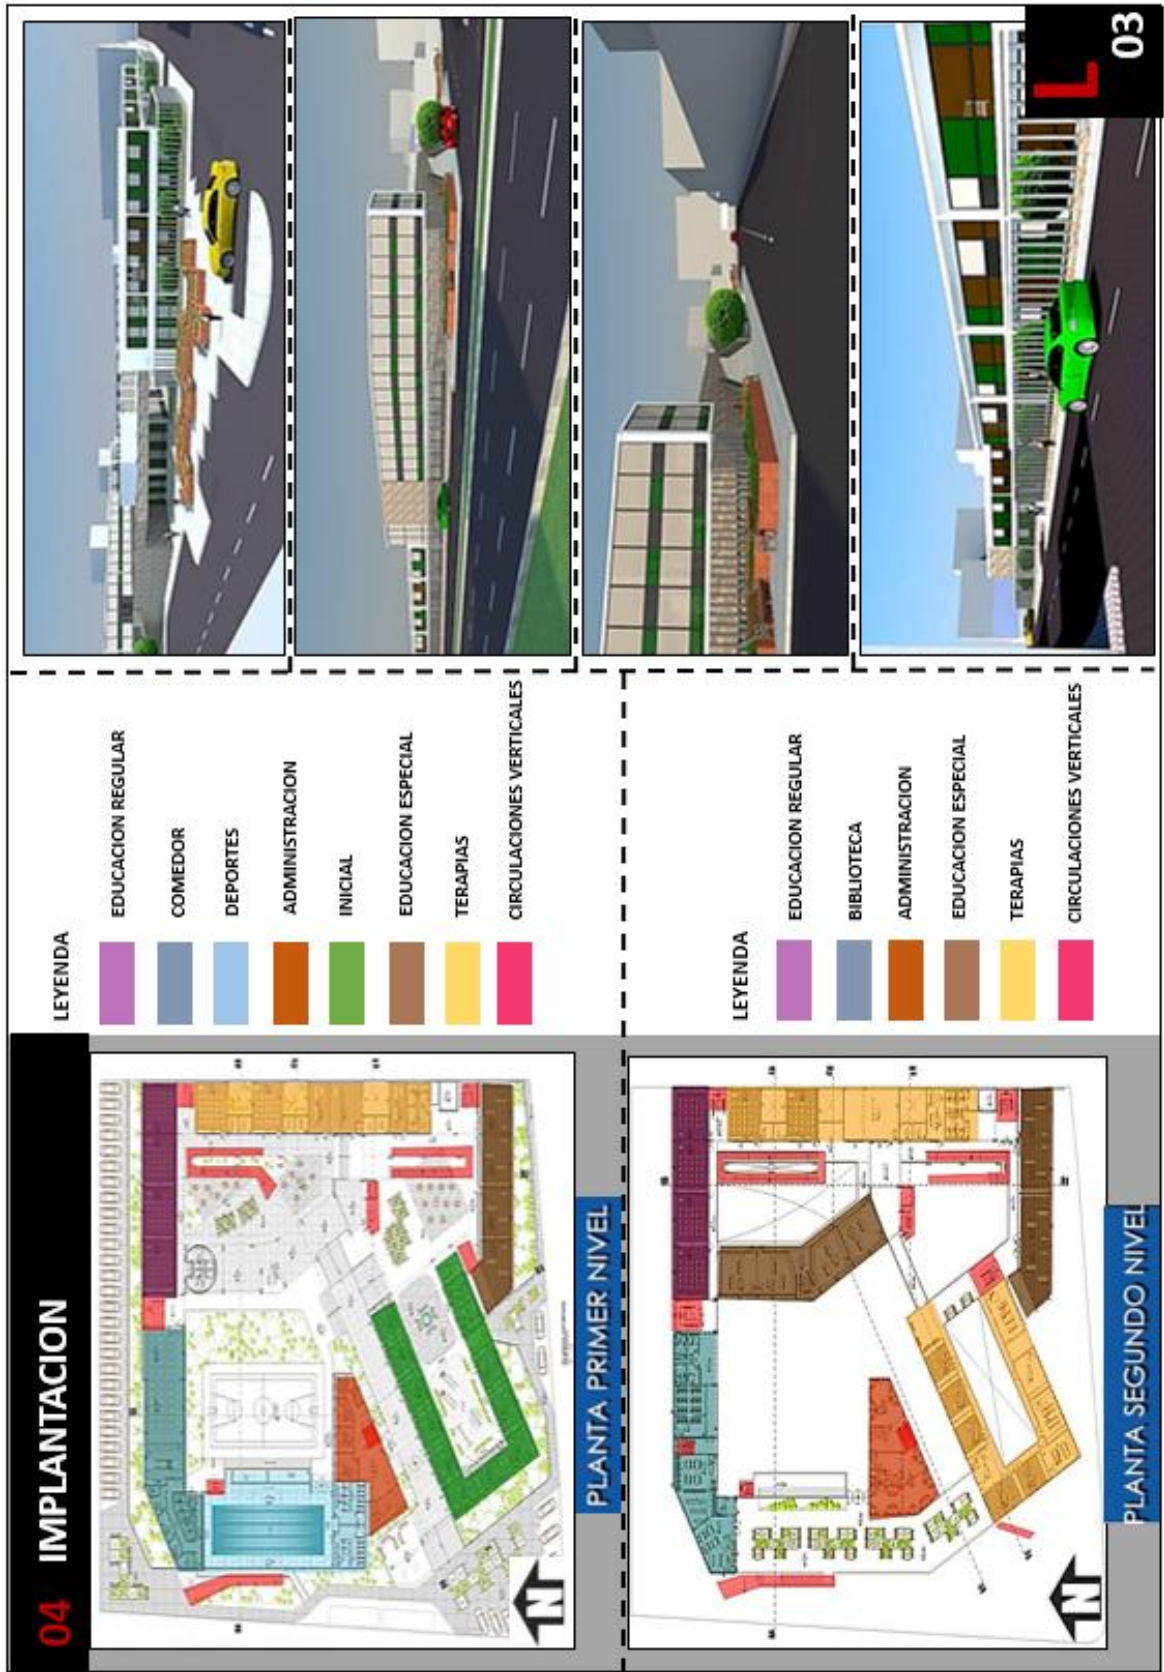 04 IMPLANTACION
LEYENDA
EDUCACION REGULAR
COMEDOR
DEPORTES
ADMINISTRACION
INICIAL
EDUCACION ESPECIAL
TERAPIAS
CIRCULACIONES VERTICALES
N
PLANTA PRIMER NIVEL
LEYENDA
EDUCACION REGULAR
BIBLIOTECA
ADMINISTRACION
EDUCACION ESPECIAL
TERAPIAS
CIRCULACIONES VERTICALES
N
PLANTA SEGUNDO NIVEL
L
03